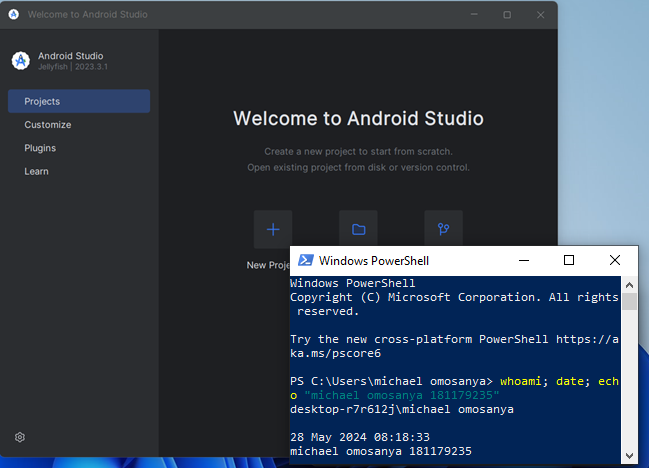 Welcome to Android Studio
Android Studio
Jellyfish | 2023.3.1
Projects
Customize
Plugins
Learn
Welcome to Android Studio
Create a new project to start from scratch.
Open existing project from disk or version control.
New Proje
Windows PowerShell
Windows PowerShell
Copyright (C) Microsoft Corporation. All rights
reserved.
Try the new cross-platform PowerShell https://a
ka.ms/pscore6
PS C:\Users\michael omosanya> whoami; date; ech
o "michael omosanya 181179235"
desktop-r7r612j\michael omosanya
28 May 2024 08:18:33
michael omosanya 181179235